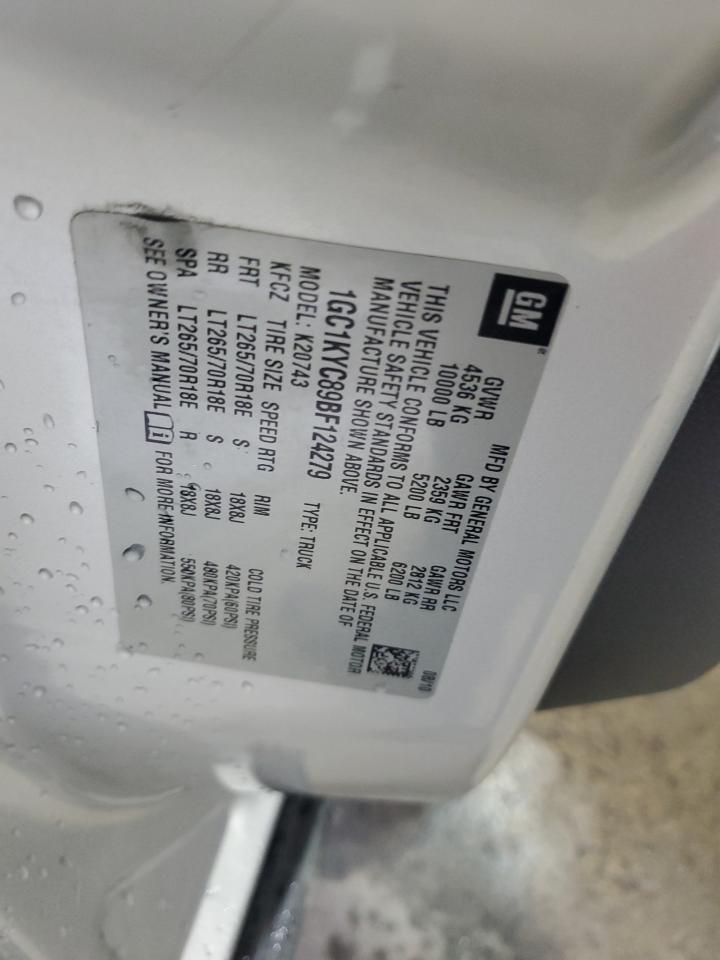 GM
MFD BY GENERAL MOTORS LLC
08/10
GVWR GAWR FRT GAWR RR
4536 KG 2359 KG 2812 KG
10000 LB 5200 LB 6200 LB
THIS VEHICLE CONFORMS TO ALL APPLICABLE U.S. FEDERAL MOTOR
VEHICLE SAFETY STANDARDS IN EFFECT ON THE DATE OF
MANUFACTURE SHOWN ABOVE.
1GC1KYC89BF124279 TYPE: TRUCK
MODEL: K20743
KFCZ TIRE SIZE SPEED RTG RIM COLD TIRE PRESSURE
FRT LT265/70R18E S 18X8J 420KPA(60PSI)
RR LT265/70R18E S 18X8J 480KPA(70PSI)
SPA LT265/70R18E R 18X8J 550KPA(80PSI)
SEE OWNER'S MANUAL FOR MORE INFORMATION.